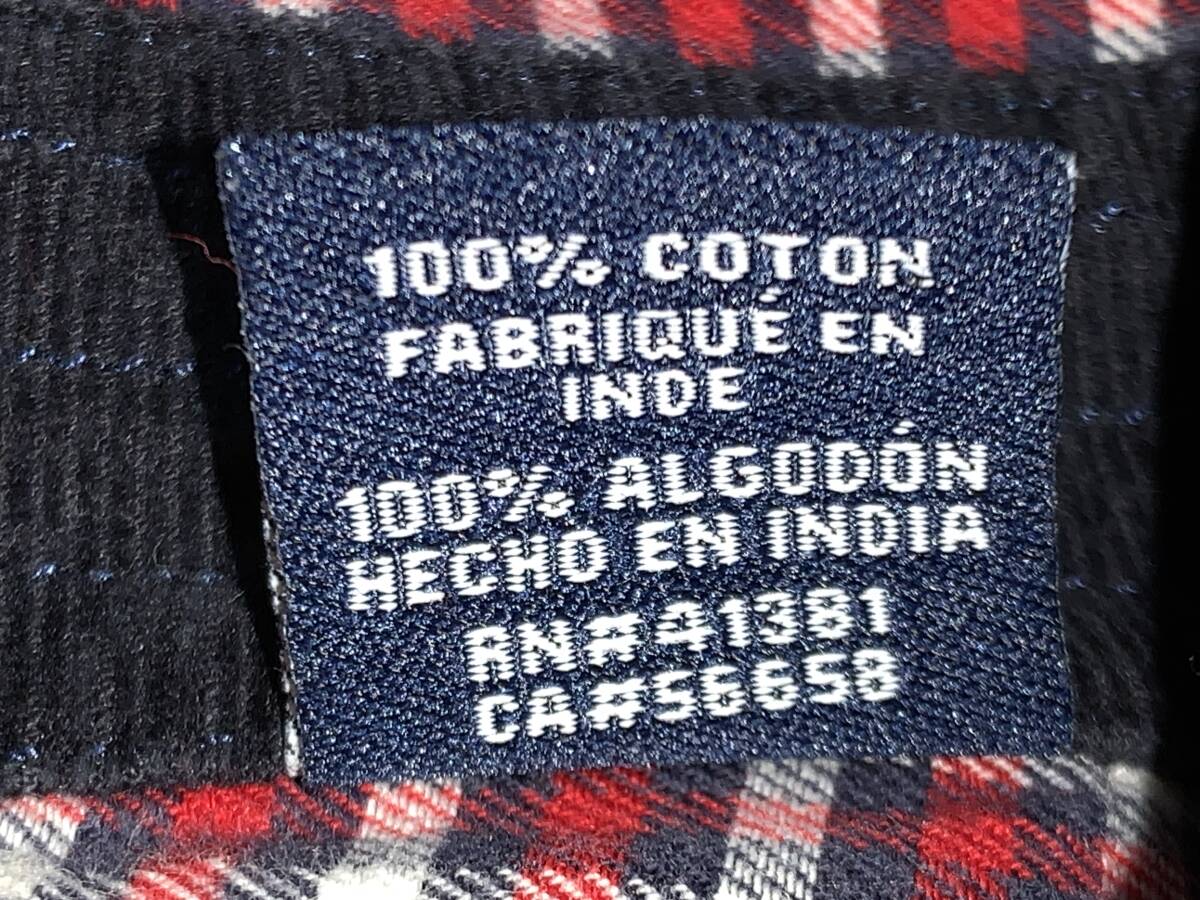 100% COTON
FABRIQUÉ EN
INDE
100% ALGODÓN
HECHO EN INDIA
RN#41381
CA#56658